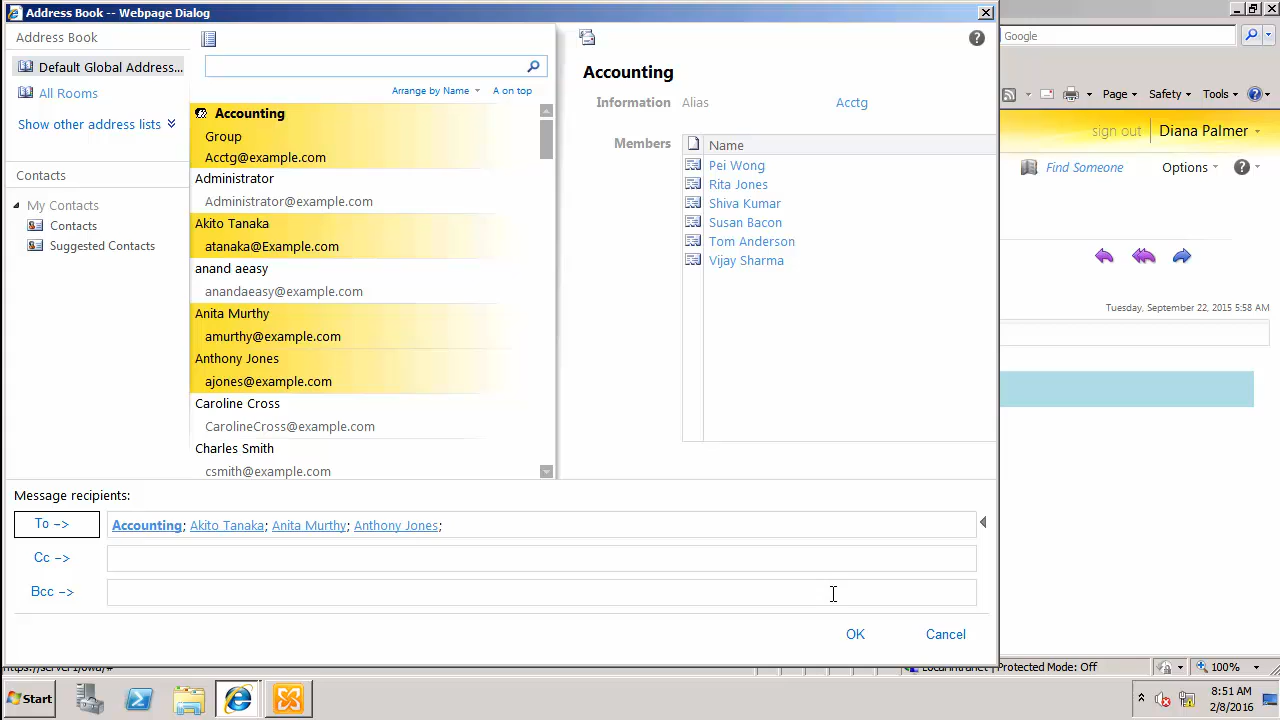 Address Book -- Webpage Dialog
Address Book
Default Global Address...
All Rooms
Show other address lists
Contacts
My Contacts
Contacts
Suggested Contacts
Arrange by Name
A on top
Accounting
Group
Acctg@example.com
Administrator
Administrator@example.com
Akito Tanaka
atanaka@Example.com
anand aeasy
anandaeasy@example.com
Anita Murthy
amurthy@example.com
Anthony Jones
ajones@example.com
Caroline Cross
CarolineCross@example.com
Charles Smith
csmith@example.com
Accounting
Information Alias Acctg
Members
Name
Pei Wong
Rita Jones
Shiva Kumar
Susan Bacon
Tom Anderson
Vijay Sharma
Message recipients:
To -> Accounting; Akito Tanaka; Anita Murthy; Anthony Jones;
Cc ->
Bcc ->
OK Cancel
Google
Page Safety Tools
sign out Diana Palmer
Find Someone Options
Tuesday, September 22, 2015 5:58 AM
https://server1/owa/#
Local intranet | Protected Mode: Off
100%
Start
8:51 AM
2/8/2016